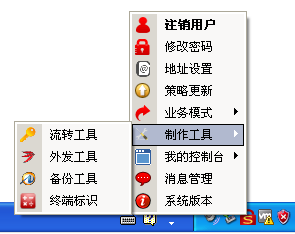 注销用户
修改密码
地址设置
策略更新
业务模式
制作工具
我的控制台
消息管理
系统版本
流转工具
外发工具
备份工具
终端标识